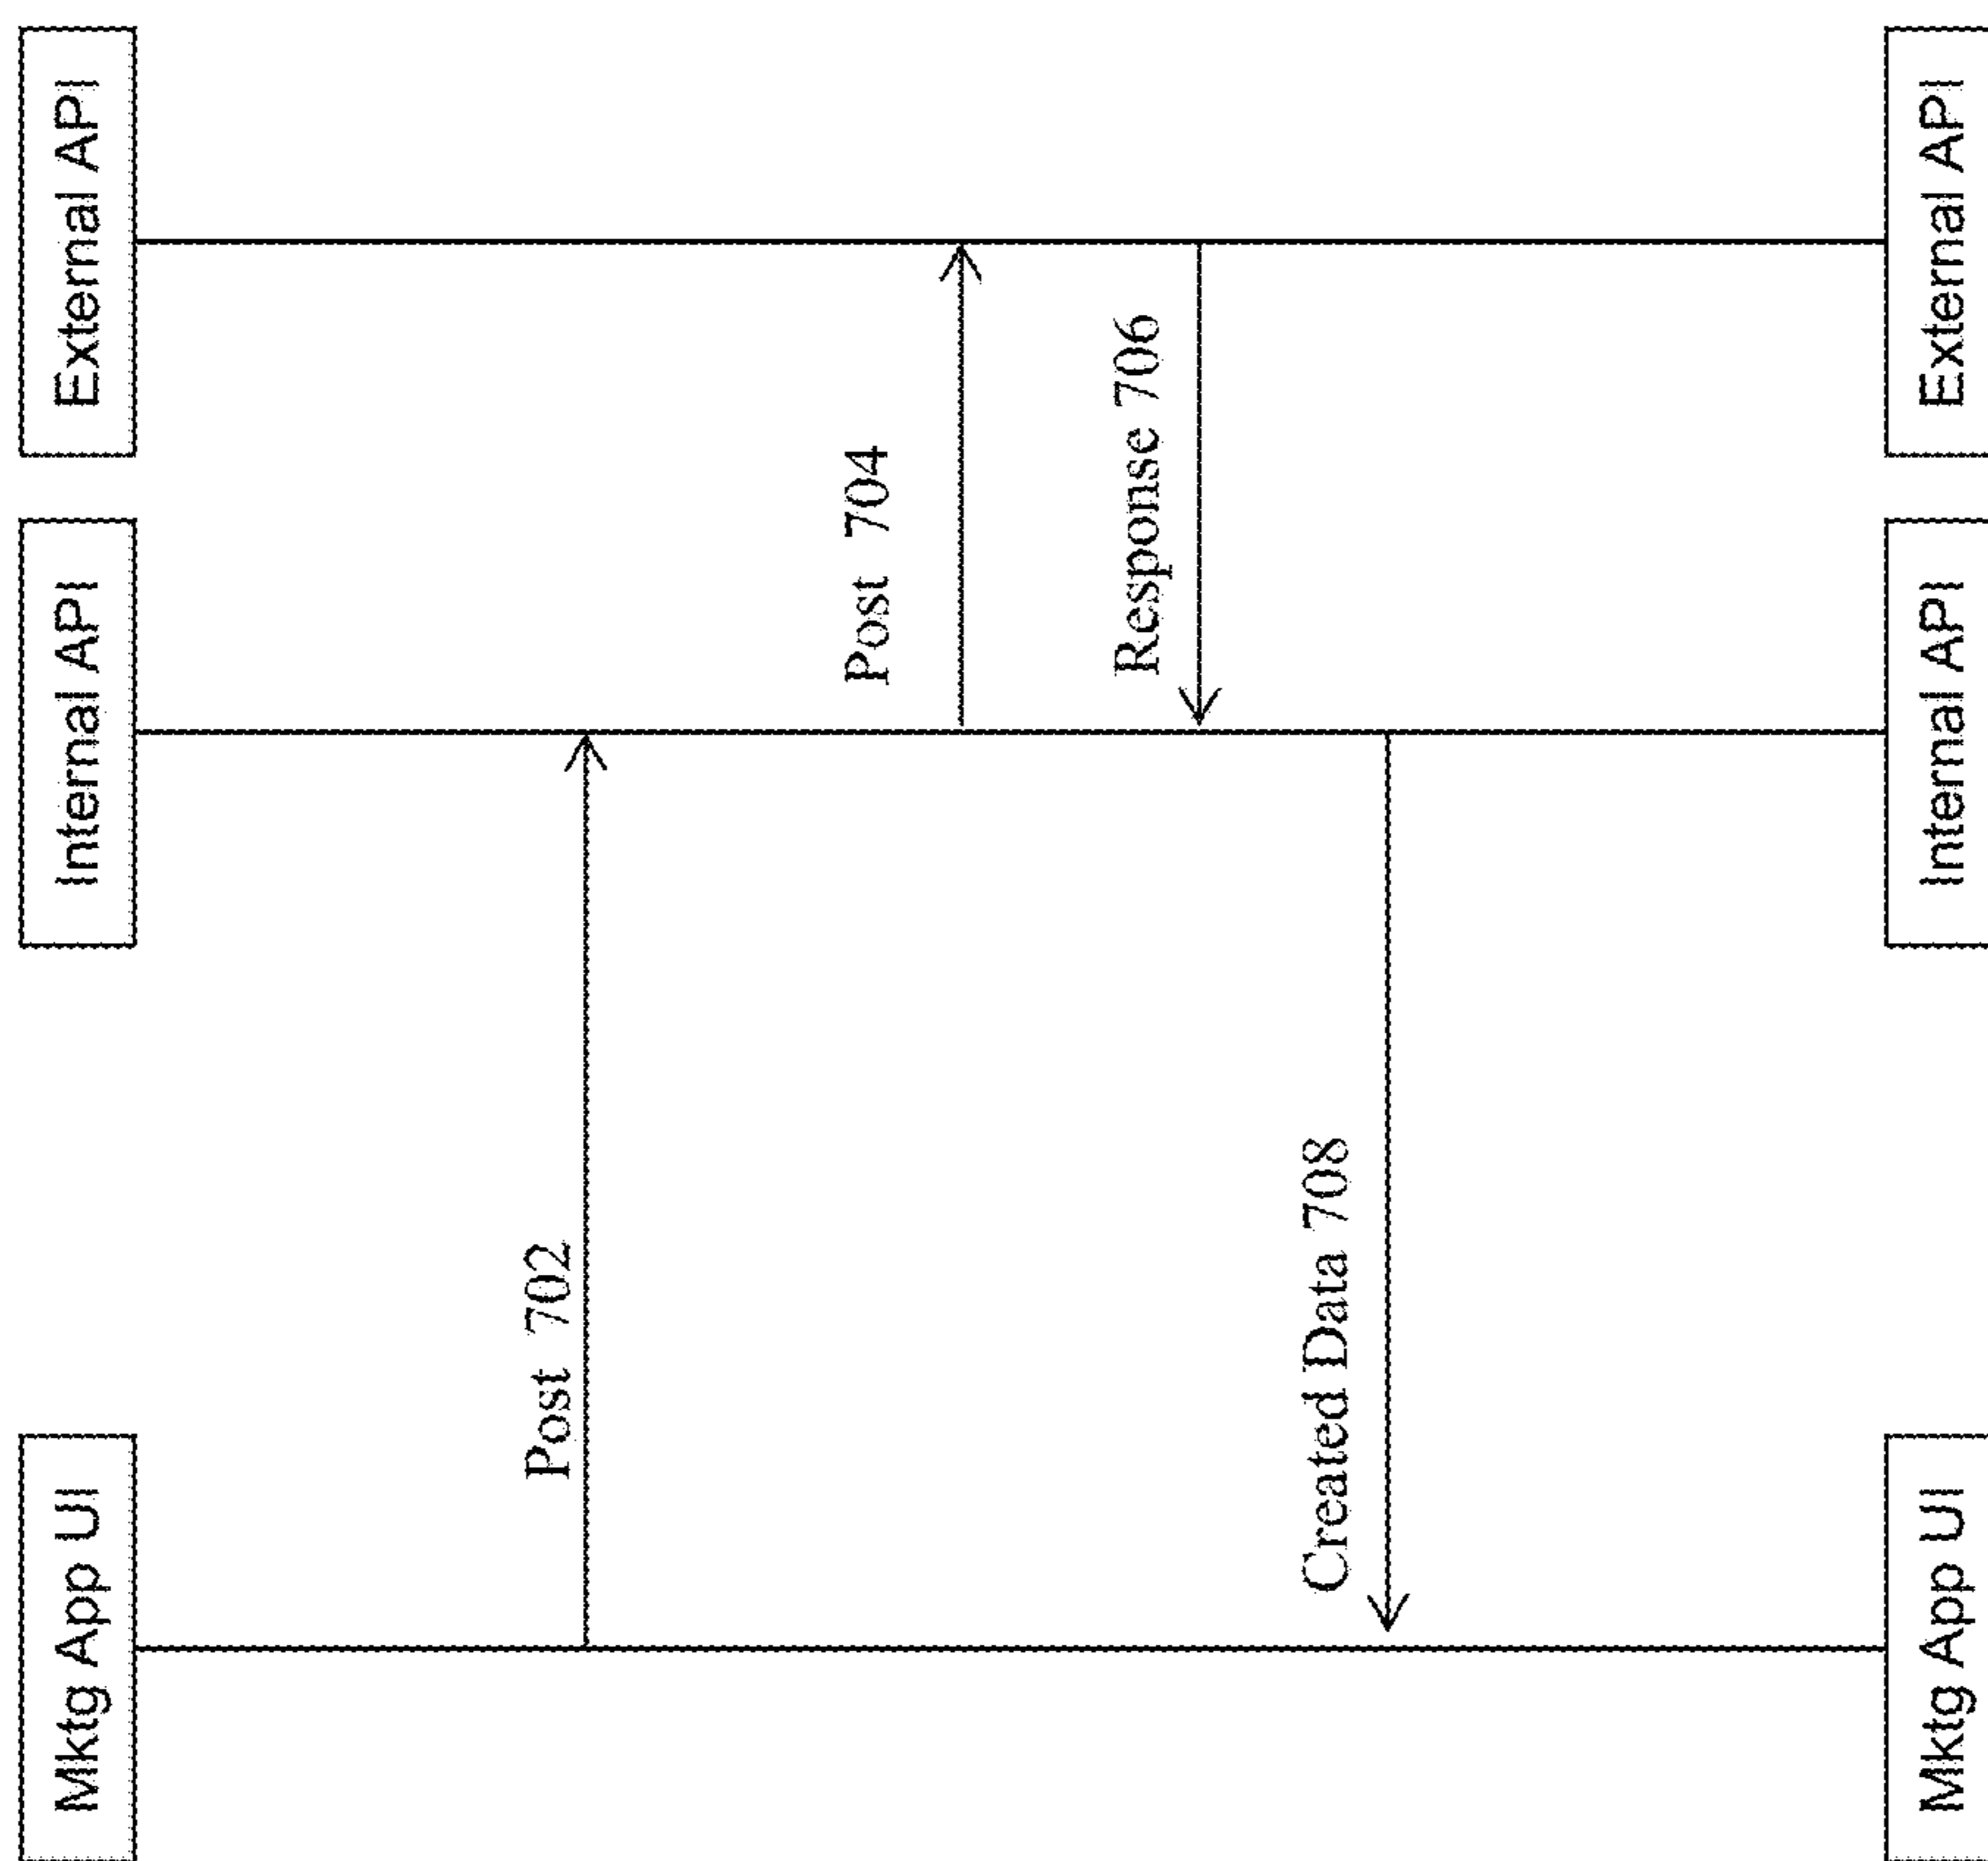 Mktg App UI
Internal API
External API
Post 702
Post 704
Response 706
Created Data 708
Mktg App UI
Internal API
External API